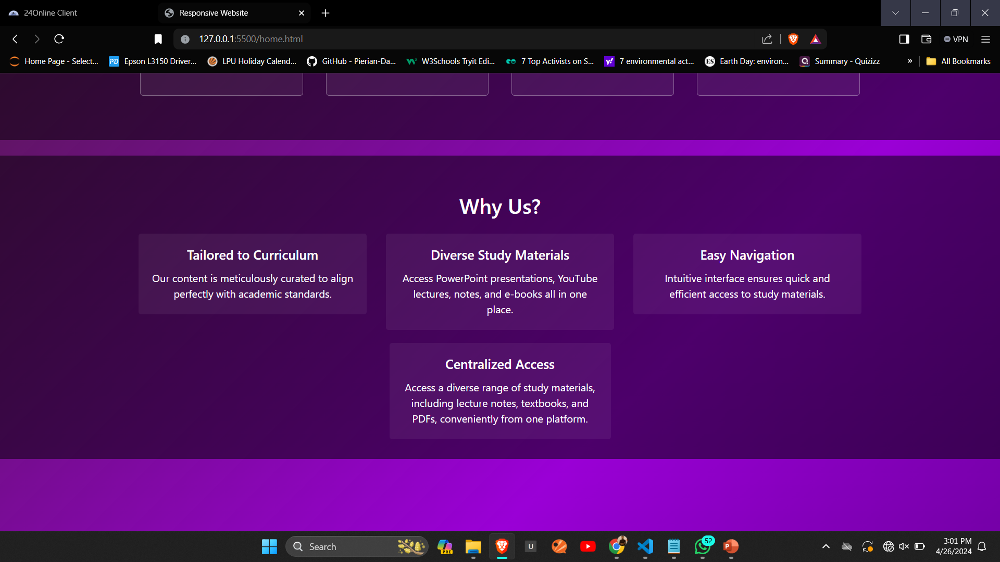 24Online Client
Responsive Website
127.0.0.1:5500/home.html
VPN
Home Page - Select...
PD
Epson L3150 Driver...
LPU Holiday Calend...
GitHub - Pierian-Da...
W3Schools Tryit Edi...
7 Top Activists on S...
y!
7 environmental act...
ES
Earth Day: environ...
Q
Summary - Quizizz
»
All Bookmarks
Why Us?
Tailored to Curriculum
Our content is meticulously curated to align
perfectly with academic standards.
Diverse Study Materials
Access PowerPoint presentations, YouTube
lectures, notes, and e-books all in one
place.
Easy Navigation
Intuitive interface ensures quick and
efficient access to study materials.
Centralized Access
Access a diverse range of study materials,
including lecture notes, textbooks, and
PDFs, conveniently from one platform.
Search
PRE
U
52
P
3:01 PM
4/26/2024